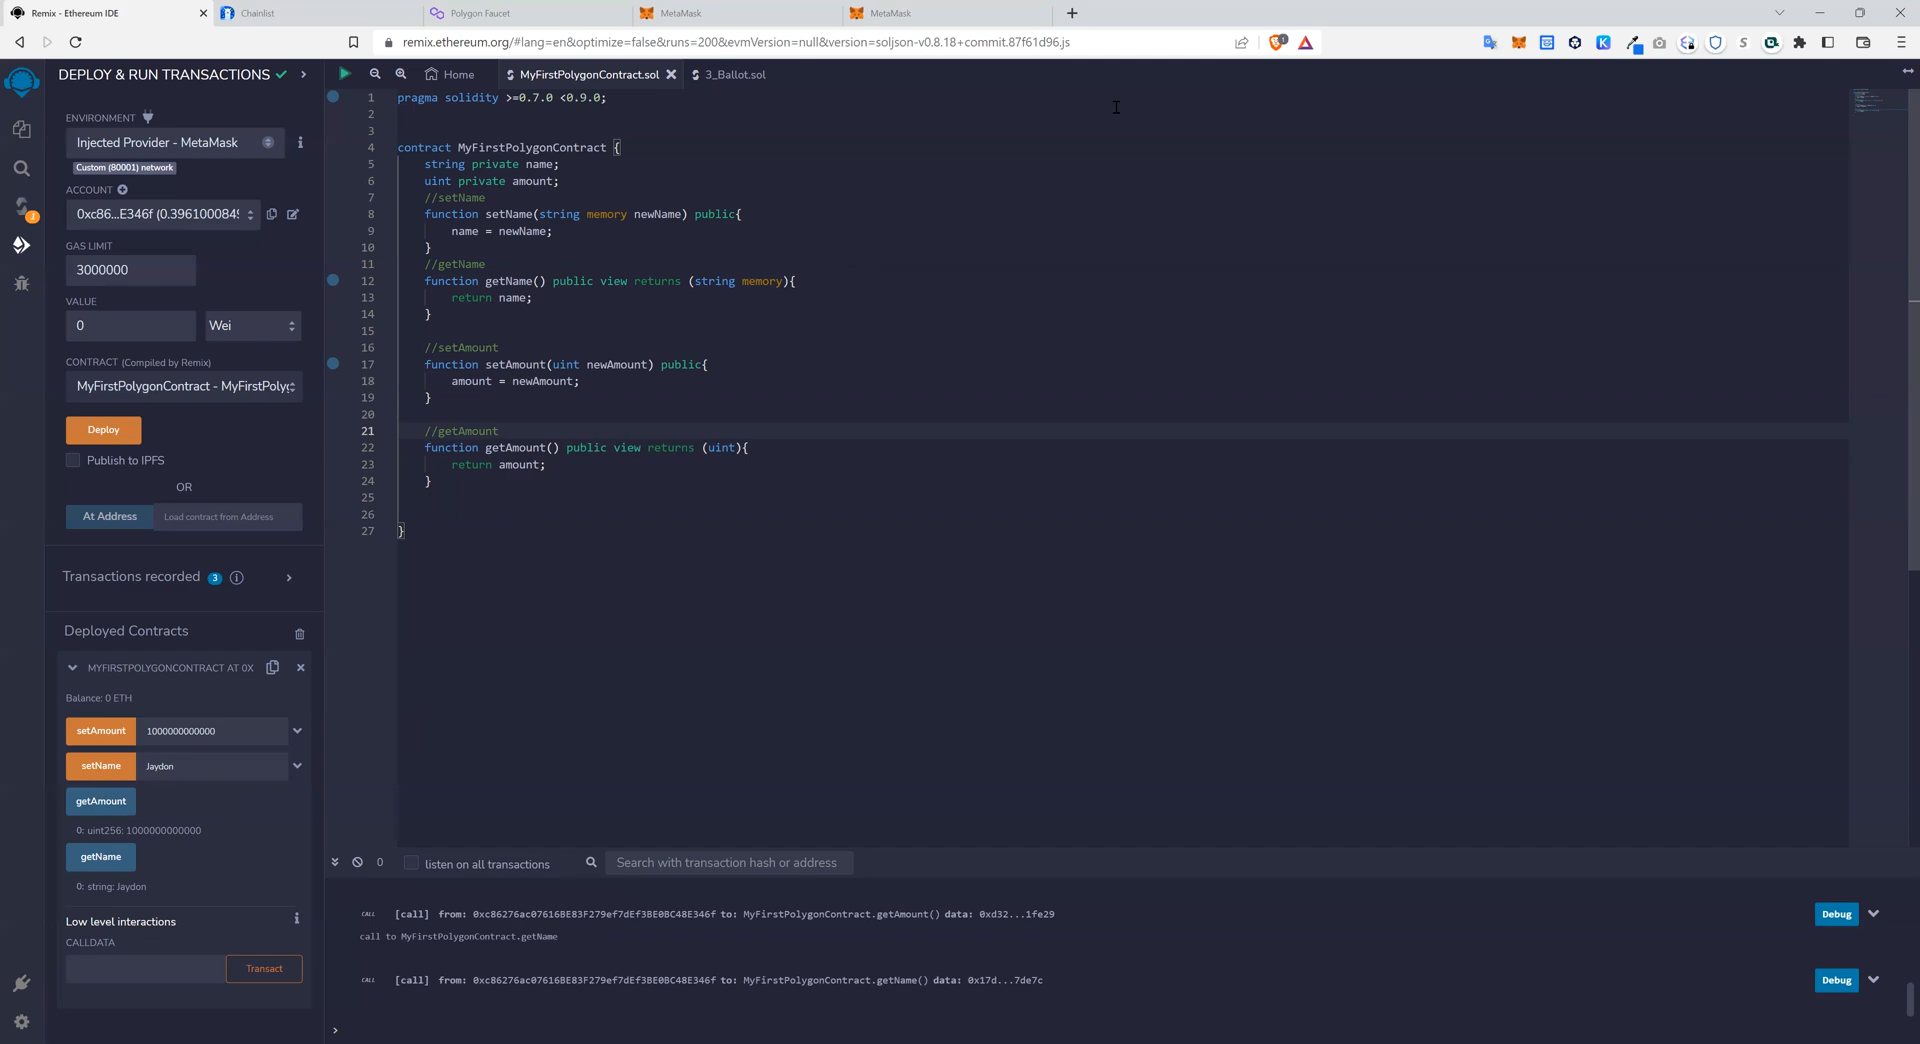 Remix - Ethereum IDE
Chainlist
Polygon Faucet
MetaMask
MetaMask
remix.ethereum.org/#lang=en&optimize=false&runs=200&evmVersion=null&version=soljson-v0.8.18+commit.87f61d96.js
DEPLOY & RUN TRANSACTIONS
ENVIRONMENT
Injected Provider - MetaMask
Custom (80001) network
ACCOUNT
0xc86...E346f (0.3961000849
GAS LIMIT
3000000
VALUE
0
Wei
CONTRACT (Compiled by Remix)
MyFirstPolygonContract - MyFirstPoly
Deploy
Publish to IPFS
OR
At Address
Load contract from Address
Transactions recorded 3
Deployed Contracts
MYFIRSTPOLYGONCONTRACT AT 0X
Balance: 0 ETH
setAmount 1000000000000
setName Jaydon
getAmount
0: uint256: 1000000000000
getName
0: string: Jaydon
Low level interactions
CALLDATA
Transact
Home
MyFirstPolygonContract.sol
3_Ballot.sol
1 pragma solidity >=0.7.0 <0.9.0;
2
3
4 contract MyFirstPolygonContract {
5 string private name;
6 uint private amount;
7 //setName
8 function setName(string memory newName) public{
9 name = newName;
10 }
11 //getName
12 function getName() public view returns (string memory){
13 return name;
14 }
15
16 //setAmount
17 function setAmount(uint newAmount) public{
18 amount = newAmount;
19 }
20
21 //getAmount
22 function getAmount() public view returns (uint){
23 return amount;
24 }
25
26
27 }
0
listen on all transactions
Search with transaction hash or address
CALL [call] from: 0xc86276ac07616BE83F279ef7dEf3BE0BC48E346f to: MyFirstPolygonContract.getAmount() data: 0xd32...1fe29
Debug
call to MyFirstPolygonContract.getName
CALL [call] from: 0xc86276ac07616BE83F279ef7dEf3BE0BC48E346f to: MyFirstPolygonContract.getName() data: 0x17d...7de7c
Debug
>